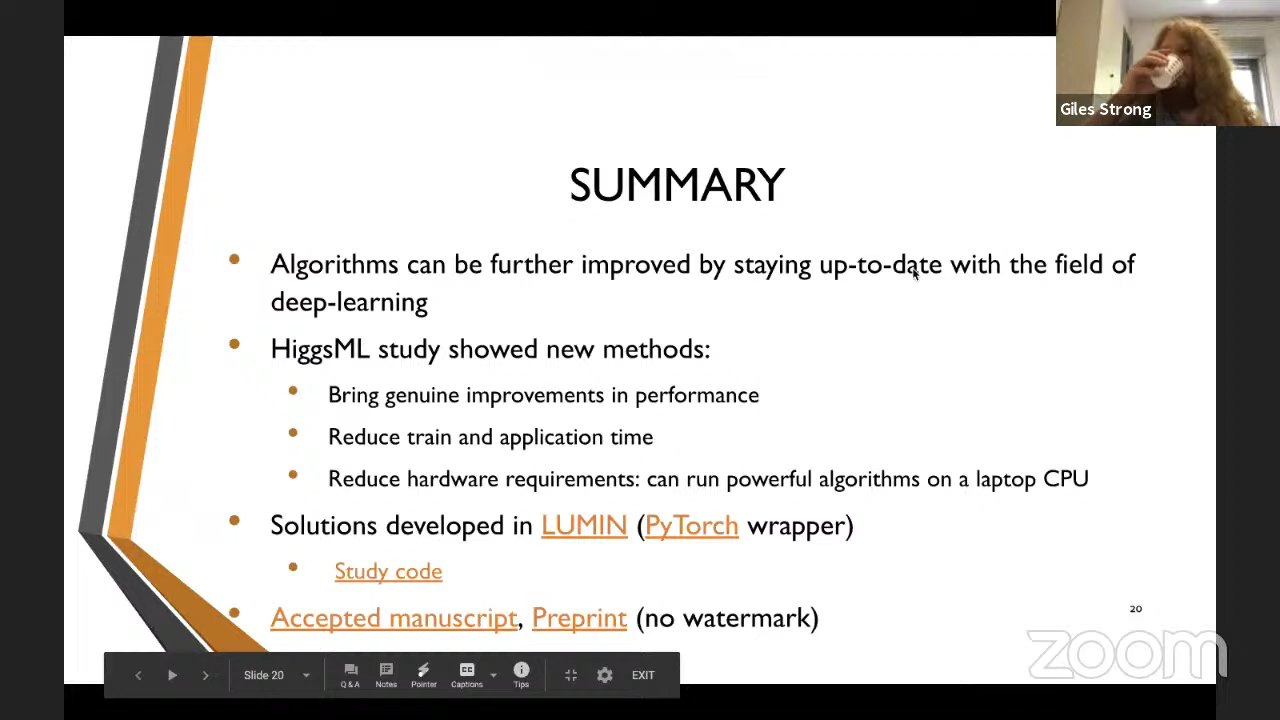 Giles Strong
SUMMARY
Algorithms can be further improved by staying up-to-date with the field of
deep-learning
HiggsML study showed new methods:
Bring genuine improvements in performance
Reduce train and application time
Reduce hardware requirements: can run powerful algorithms on a laptop CPU
Solutions developed in LUMIN (PyTorch wrapper)
Study code
Accepted manuscript, Preprint (no watermark)
20
zoom
Slide 20
Q & A
Notes
Pointer
CC
Captions
Tips
EXIT